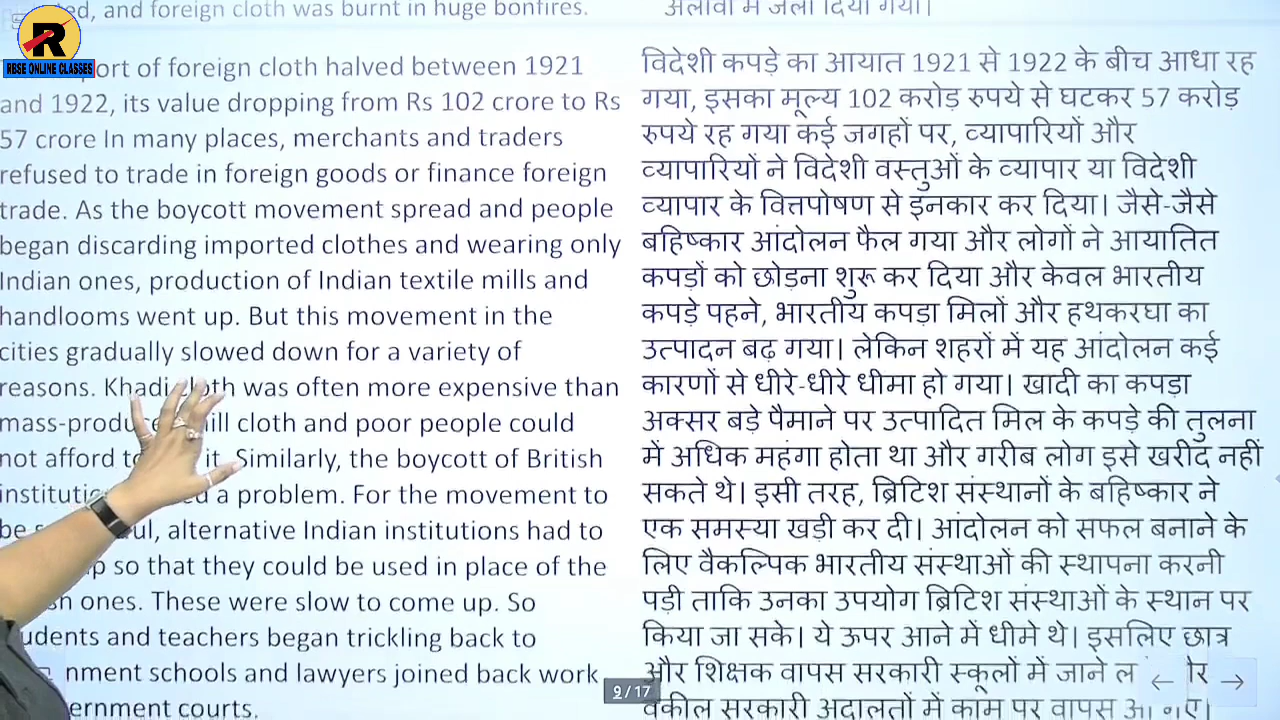 ed, and foreign cloth was burnt in huge bonfires.
R
RBSE ONLINE CLASSES
port of foreign cloth halved between 1921
and 1922, its value dropping from Rs 102 crore to Rs
57 crore In many places, merchants and traders
refused to trade in foreign goods or finance foreign
trade. As the boycott movement spread and people
began discarding imported clothes and wearing only
Indian ones, production of Indian textile mills and
handlooms went up. But this movement in the
cities gradually slowed down for a variety of
reasons. Khadi cloth was often more expensive than
mass-produ ill cloth and poor people could
not afford it. Similarly, the boycott of British
a problem. For the movement to
be ul, alternative Indian institutions had to
p so that they could be used in place of the
ones. These were slow to come up. So
udents and teachers began trickling back to
nment schools and lawyers joined back work
ernment courts.
अलावों में जला दिया गया।
विदेशी कपड़े का आयात 1921 से 1922 के बीच आधा रह
गया, इसका मूल्य 102 करोड़ रुपये से घटकर 57 करोड़
रुपये रह गया कई जगहों पर, व्यापारियों और
व्यापारियों ने विदेशी वस्तुओं के व्यापार या विदेशी
व्यापार के वित्तपोषण से इनकार कर दिया। जैसे-जैसे
बहिष्कार आंदोलन फैल गया और लोगों ने आयातित
कपड़ों को छोड़ना शुरू कर दिया और केवल भारतीय
कपड़े पहने, भारतीय कपड़ा मिलों और हथकरघा का
उत्पादन बढ़ गया। लेकिन शहरों में यह आंदोलन कई
कारणों से धीरे-धीरे धीमा हो गया। खादी का कपड़ा
अक्सर बड़े पैमाने पर उत्पादित मिल के कपड़े की तुलना
में अधिक महंगा होता था और गरीब लोग इसे खरीद नहीं
सकते थे। इसी तरह, ब्रिटिश संस्थानों के बहिष्कार ने
एक समस्या खड़ी कर दी। आंदोलन को सफल बनाने के
लिए वैकल्पिक भारतीय संस्थाओं की स्थापना करनी
पड़ी ताकि उनका उपयोग ब्रिटिश संस्थाओं के स्थान पर
किया जा सके। ये ऊपर आने में धीमे थे। इसलिए छात्र
और शिक्षक वापस सरकारी स्कूलों में जाने
वकील सरकारी अदालतों में काम पर वापस
9 / 17